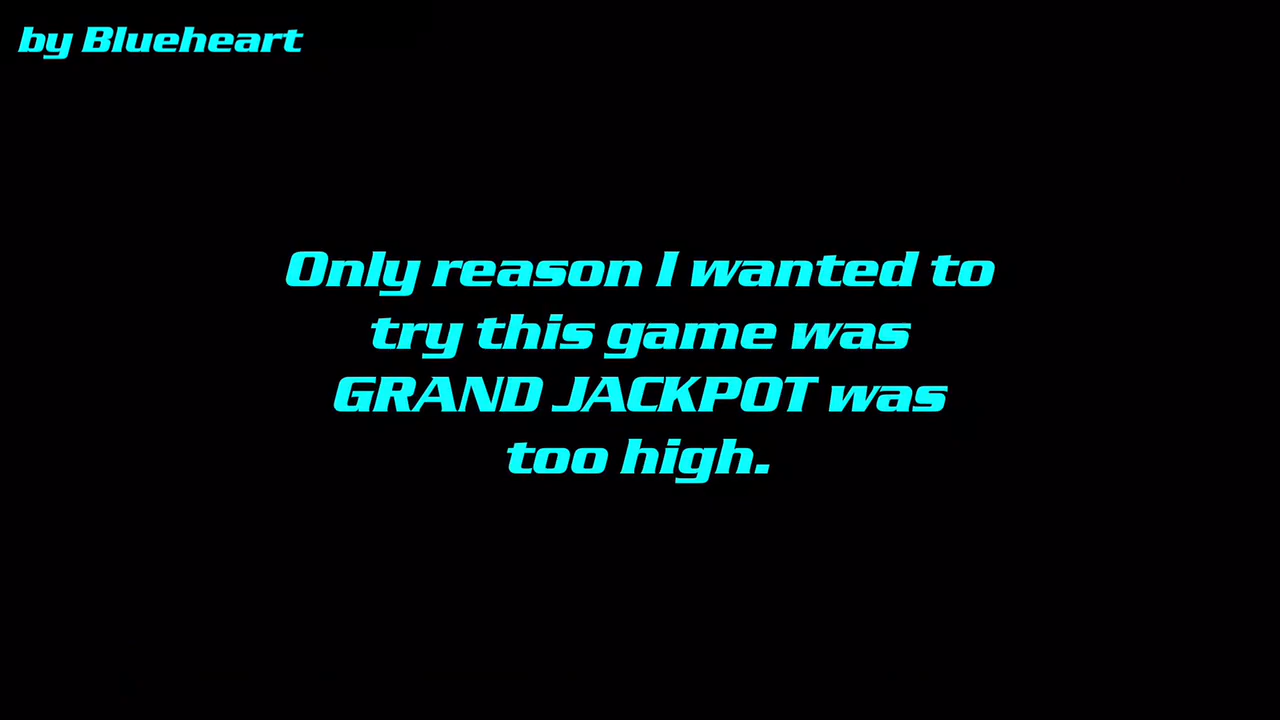 by Blueheart
Only reason I wanted to
try this game was
GRAND JACKPOT was
too high.